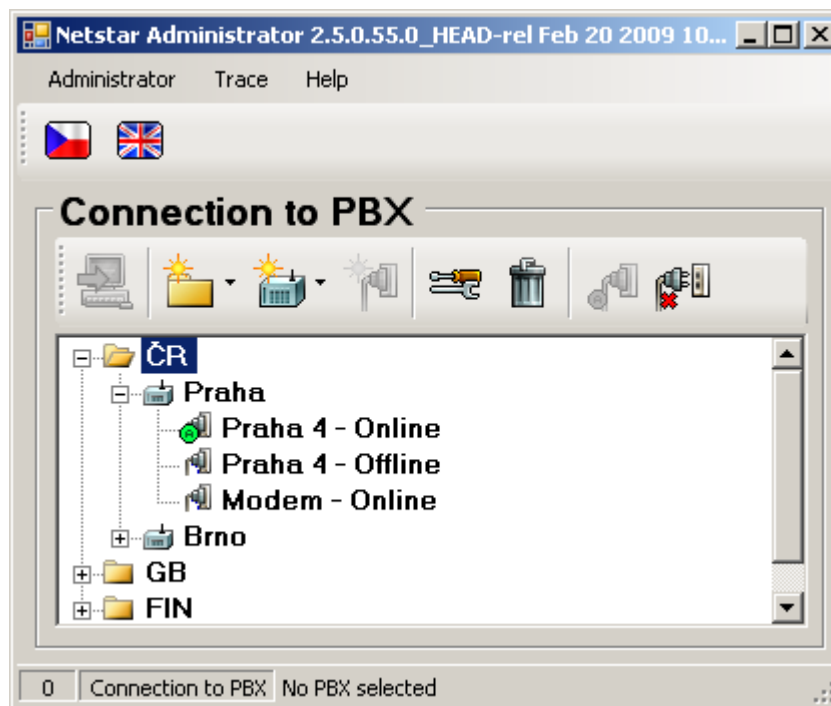 Netstar Administrator 2.5.0.55.0_HEAD-rel Feb 20 2009 10...
Administrator Trace Help
Connection to PBX
ČR
Praha
Praha 4 - Online
Praha 4 - Offline
Modem - Online
Brno
GB
FIN
0 Connection to PBX No PBX selected